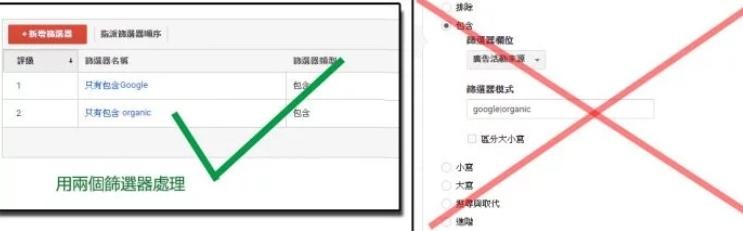 +新增篩選器 指派篩選器順序
評級 ↓ 篩選器名稱 篩選器類型
1 只有包含Google 包含
2 只有包含 organic 包含
用兩個篩選器處理
排除
包含
篩選器欄位
廣告活動來源
篩選器模式
google|organic
區分大小寫
小寫
大寫
搜尋與取代
進階